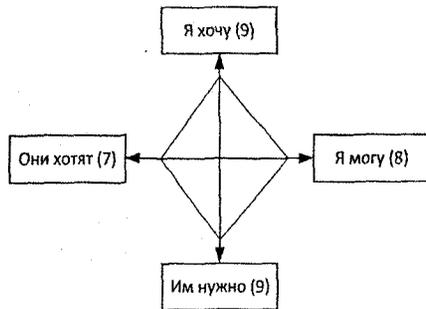 Я хочу (9)
Они хотят (7)
Я могу (8)
Им нужно (9)